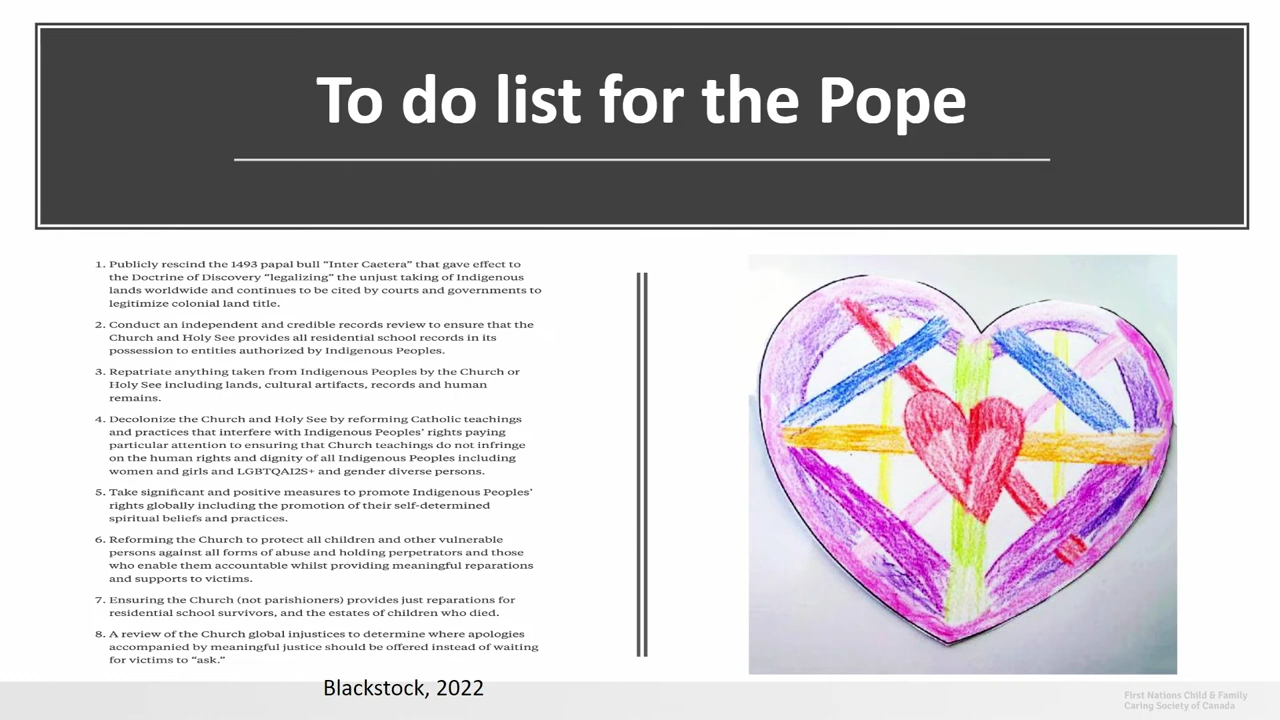 To do list for the Pope
1. Publicly rescind the 1493 papal bull “Inter Caetera” that gave effect to
the Doctrine of Discovery “legalizing” the unjust taking of Indigenous
lands worldwide and continues to be cited by courts and governments to
legitimize colonial land title.
2. Conduct an independent and credible records review to ensure that the
Church and Holy See provides all residential school records in its
possession to entities authorized by Indigenous Peoples.
3. Repatriate anything taken from Indigenous Peoples by the Church or
Holy See including lands, cultural artifacts, records and human
remains.
4. Decolonize the Church and Holy See by reforming Catholic teachings
and practices that interfere with Indigenous Peoples’ rights paying
particular attention to ensuring that Church teachings do not infringe
on the human rights and dignity of all Indigenous Peoples including
women and girls and LGBTQAI2S+ and gender diverse persons.
5. Take significant and positive measures to promote Indigenous Peoples’
rights globally including the promotion of their self-determined
spiritual beliefs and practices.
6. Reforming the Church to protect all children and other vulnerable
persons against all forms of abuse and holding perpetrators and those
who enable them accountable whilst providing meaningful reparations
and supports to victims.
7. Ensuring the Church (not parishioners) provides just reparations for
residential school survivors, and the estates of children who died.
8. A review of the Church global injustices to determine where apologies
accompanied by meaningful justice should be offered instead of waiting
for victims to “ask.”
Blackstock, 2022
First Nations Child & Family
Caring Society of Canada